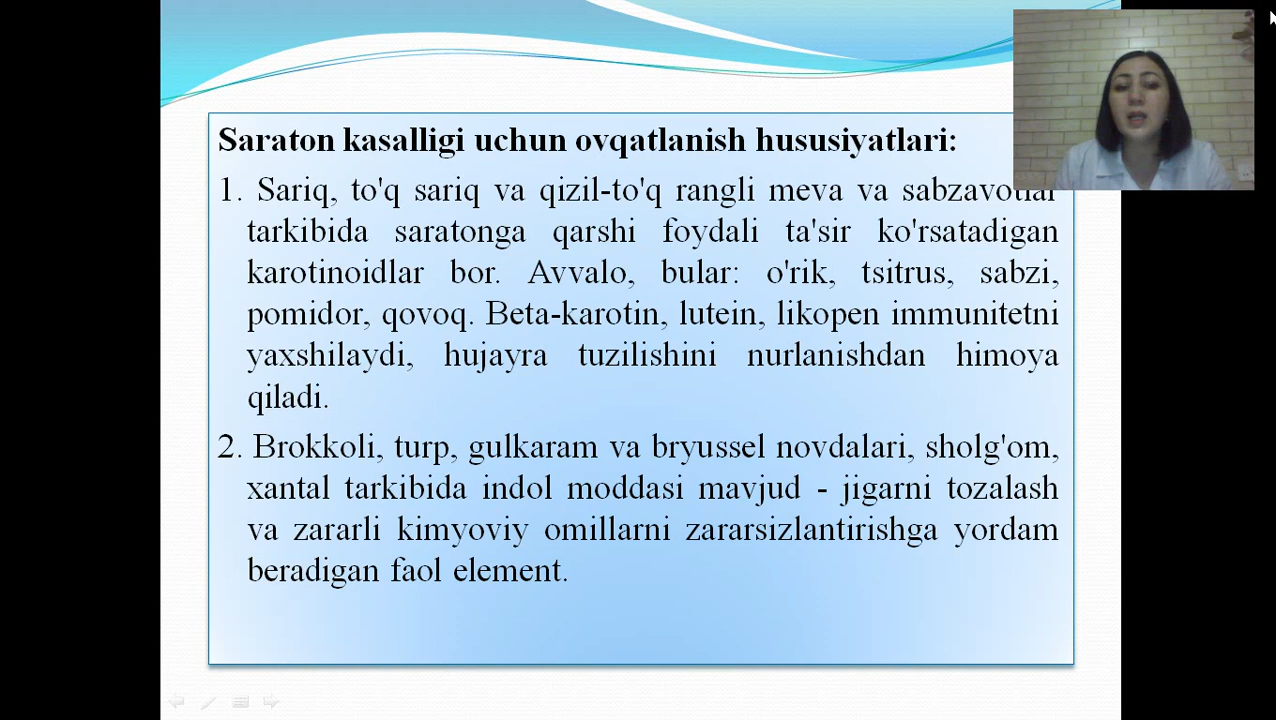 Saraton kasalligi uchun ovqatlanish hususiyatlari:
1. Sariq, to'q sariq va qizil-to'q rangli meva va sabzavotlar
tarkibida saratonga qarshi foydali ta'sir ko'rsatadigan
karotinoidlar bor. Avvalo, bular: o'rik, tsitrus, sabzi,
pomidor, qovoq. Beta-karotin, lutein, likopen immunitetni
yaxshilaydi, hujayra tuzilishini nurlanishdan himoya
qiladi.
2. Brokkoli, turp, gulkaram va bryussel novdalari, sholg'om,
xantal tarkibida indol moddasi mavjud - jigarni tozalash
va zararli kimyoviy omillarni zararsizlantirishga yordam
beradigan faol element.